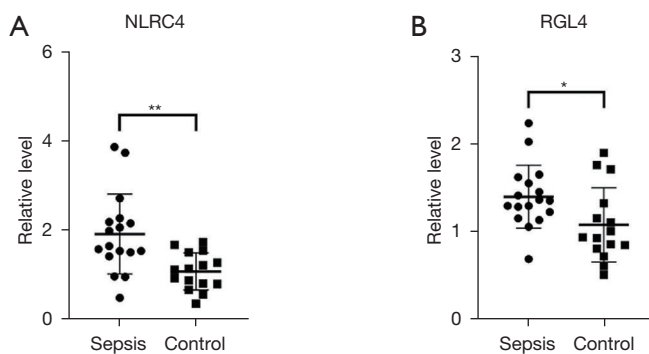 A
NLRC4
Relative level
6
4
2
0
**
Sepsis
Control
B
RGL4
Relative level
3
2
1
0
*
Sepsis
Control